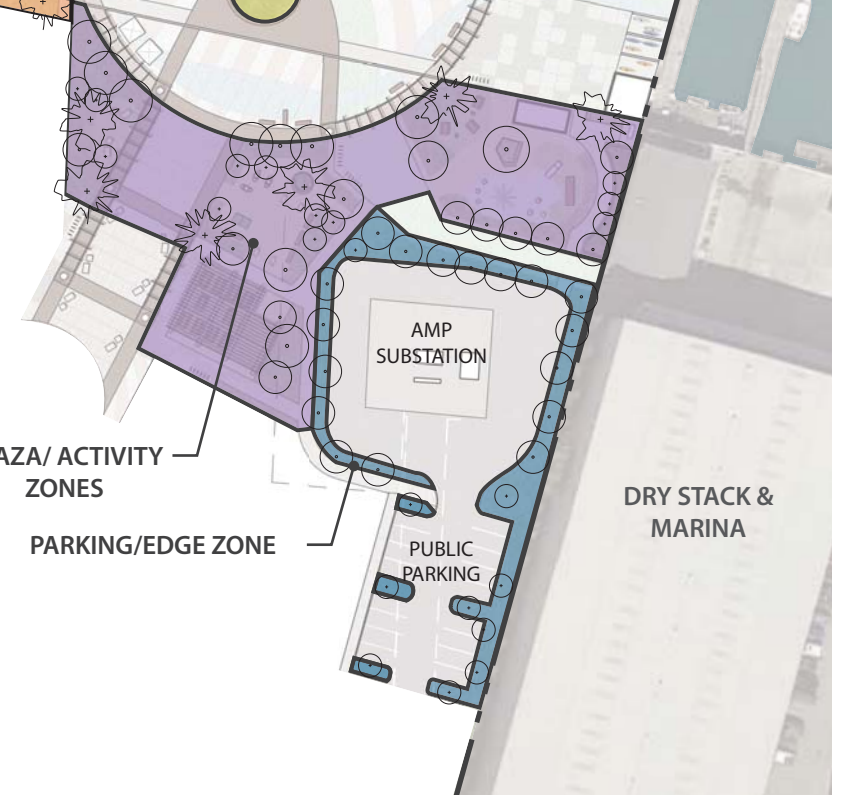 AMP
SUBSTATION
AZA/ ACTIVITY
ZONES
DRY STACK &
MARINA
PARKING/EDGE ZONE
PUBLIC
PARKING